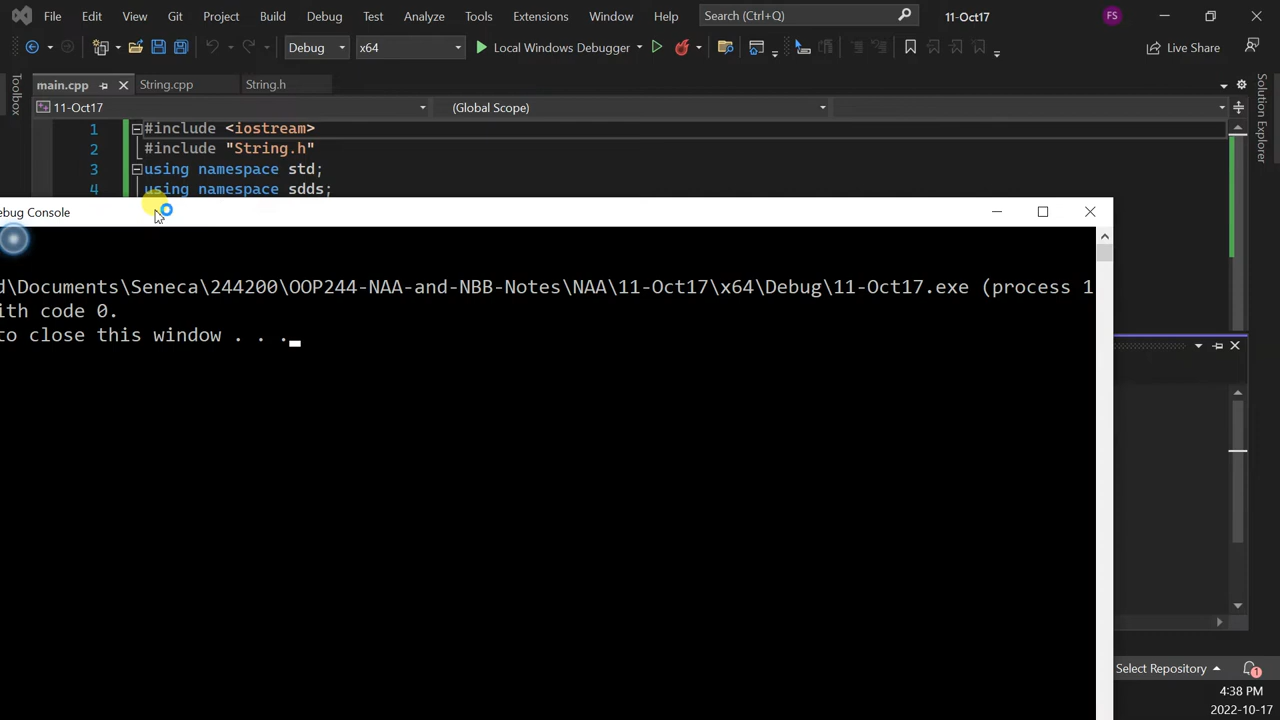 File Edit View Git Project Build Debug Test Analyze Tools Extensions Window Help Search (Ctrl+Q) 11-Oct17 FS
Debug x64 Local Windows Debugger Live Share
main.cpp String.cpp String.h
Toolbox
Solution Explorer
11-Oct17 (Global Scope)
1 #include <iostream>
2 #include "String.h"
3 using namespace std;
4 using namespace sdds;
ebug Console
d\Documents\Seneca\244200\OOP244-NAA-and-NBB-Notes\NAA\11-Oct17\x64\Debug\11-Oct17.exe (process 1
ith code 0.
to close this window . . .
Select Repository 1
4:38 PM
2022-10-17